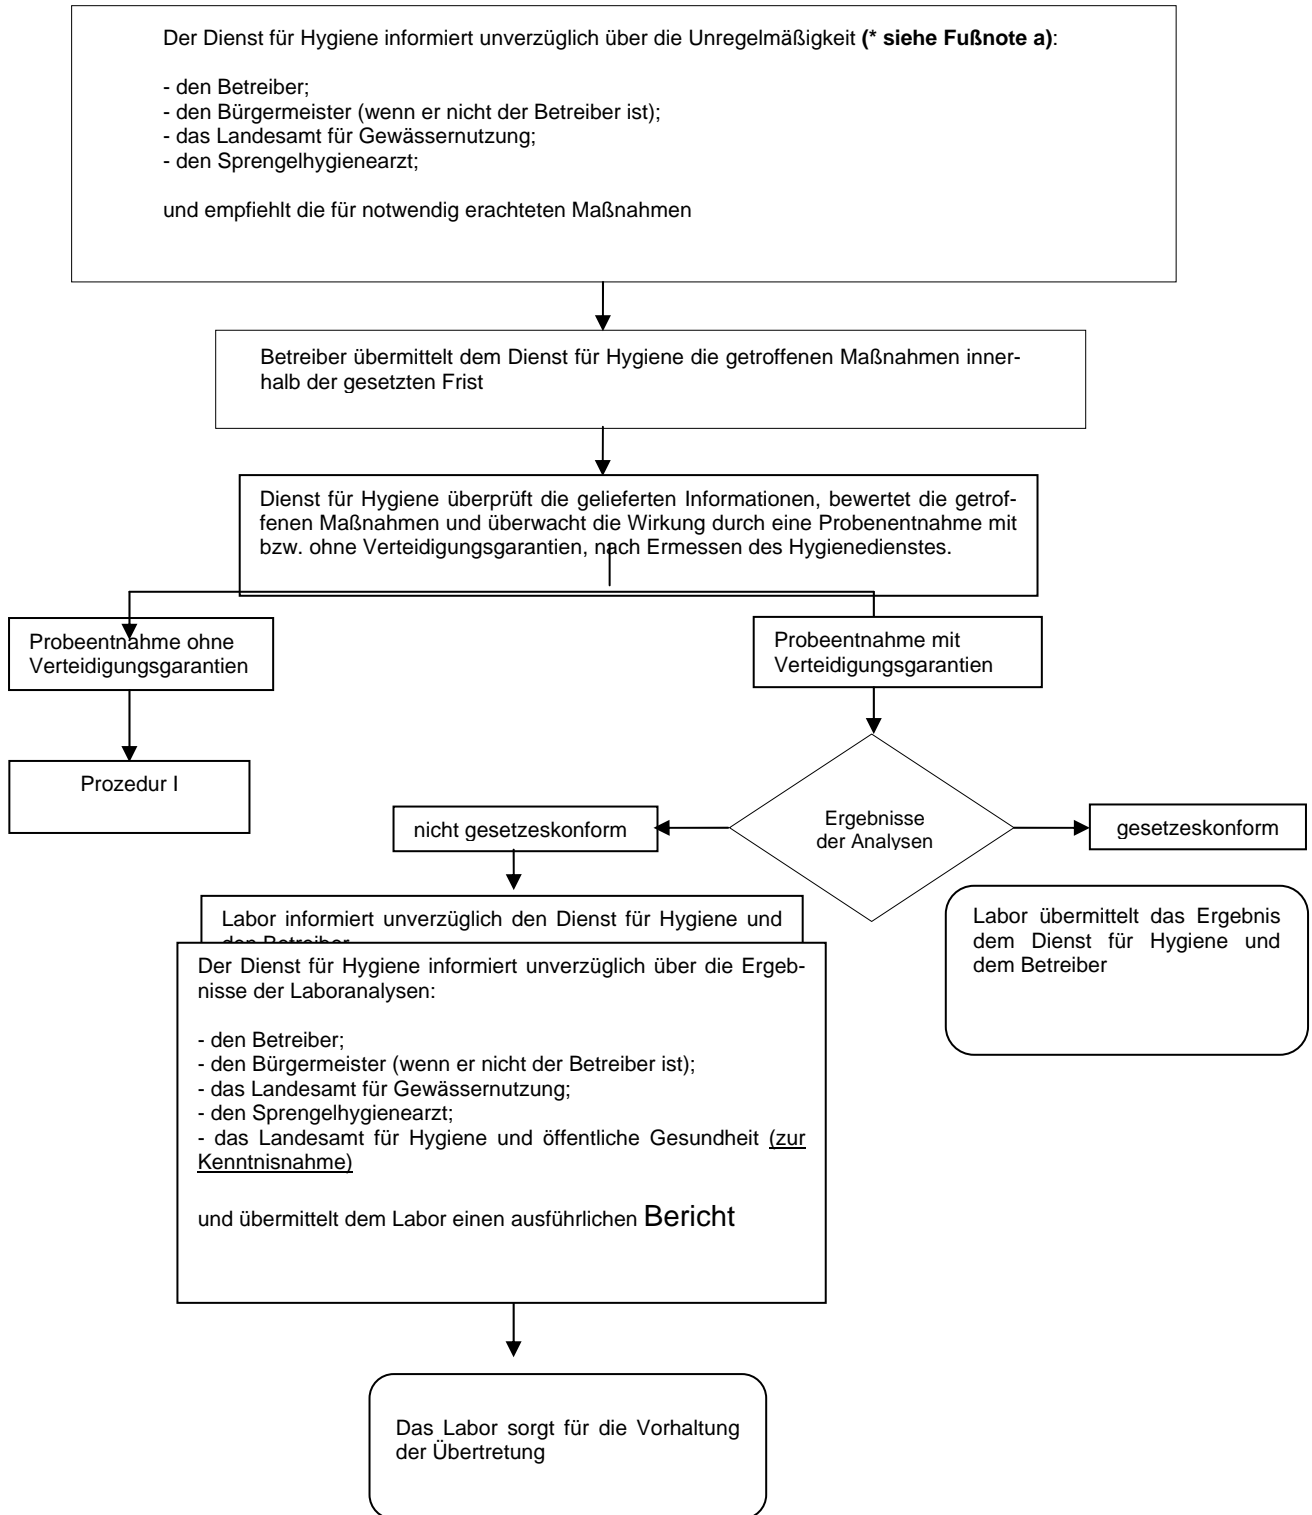 Der Dienst für Hygiene informiert unverzüglich über die Unregelmäßigkeit (* siehe Fußnote a):
- den Betreiber;
- den Bürgermeister (wenn er nicht der Betreiber ist);
- das Landesamt für Gewässernutzung;
- den Sprengelhygienearzt;
und empfiehlt die für notwendig erachteten Maßnahmen
Betreiber übermittelt dem Dienst für Hygiene die getroffenen Maßnahmen inner-
halb der gesetzten Frist
Dienst für Hygiene überprüft die gelieferten Informationen, bewertet die getrof-
fenen Maßnahmen und überwacht die Wirkung durch eine Probenentnahme mit
bzw. ohne Verteidigungsgarantien, nach Ermessen des Hygienedienstes.
Probeentnahme ohne
Verteidigungsgarantien
Probeentnahme mit
Verteidigungsgarantien
Prozedur I
Ergebnisse
der Analysen
nicht gesetzeskonform
gesetzeskonform
Labor informiert unverzüglich den Dienst für Hygiene und
den Betreiber
Labor übermittelt das Ergebnis
dem Dienst für Hygiene und
dem Betreiber
Der Dienst für Hygiene informiert unverzüglich über die Ergeb-
nisse der Laboranalysen:
- den Betreiber;
- den Bürgermeister (wenn er nicht der Betreiber ist);
- das Landesamt für Gewässernutzung;
- den Sprengelhygienearzt;
- das Landesamt für Hygiene und öffentliche Gesundheit (zur
Kenntnisnahme)
und übermittelt dem Labor einen ausführlichen Bericht
Das Labor sorgt für die Vorhaltung
der Übertretung